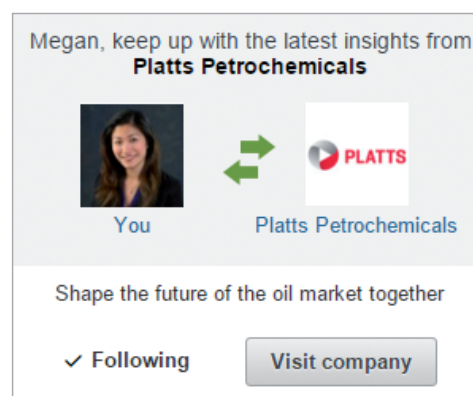 Megan, keep up with the latest insights from
Platts Petrochemicals
PLATTS
You
Platts Petrochemicals
Shape the future of the oil market together
✓ Following
Visit company